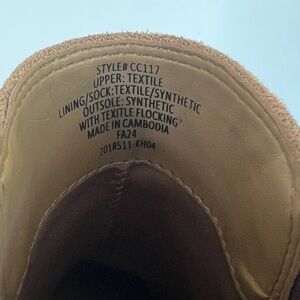 STYLE# CC117
UPPER: TEXTILE
LINING/SOCK: TEXTILE/SYNTHETIC
OUTSOLE: SYNTHETIC
WITH TEXTILE FLOCKING*
MADE IN CAMBODIA
FA24
2018511-KH04